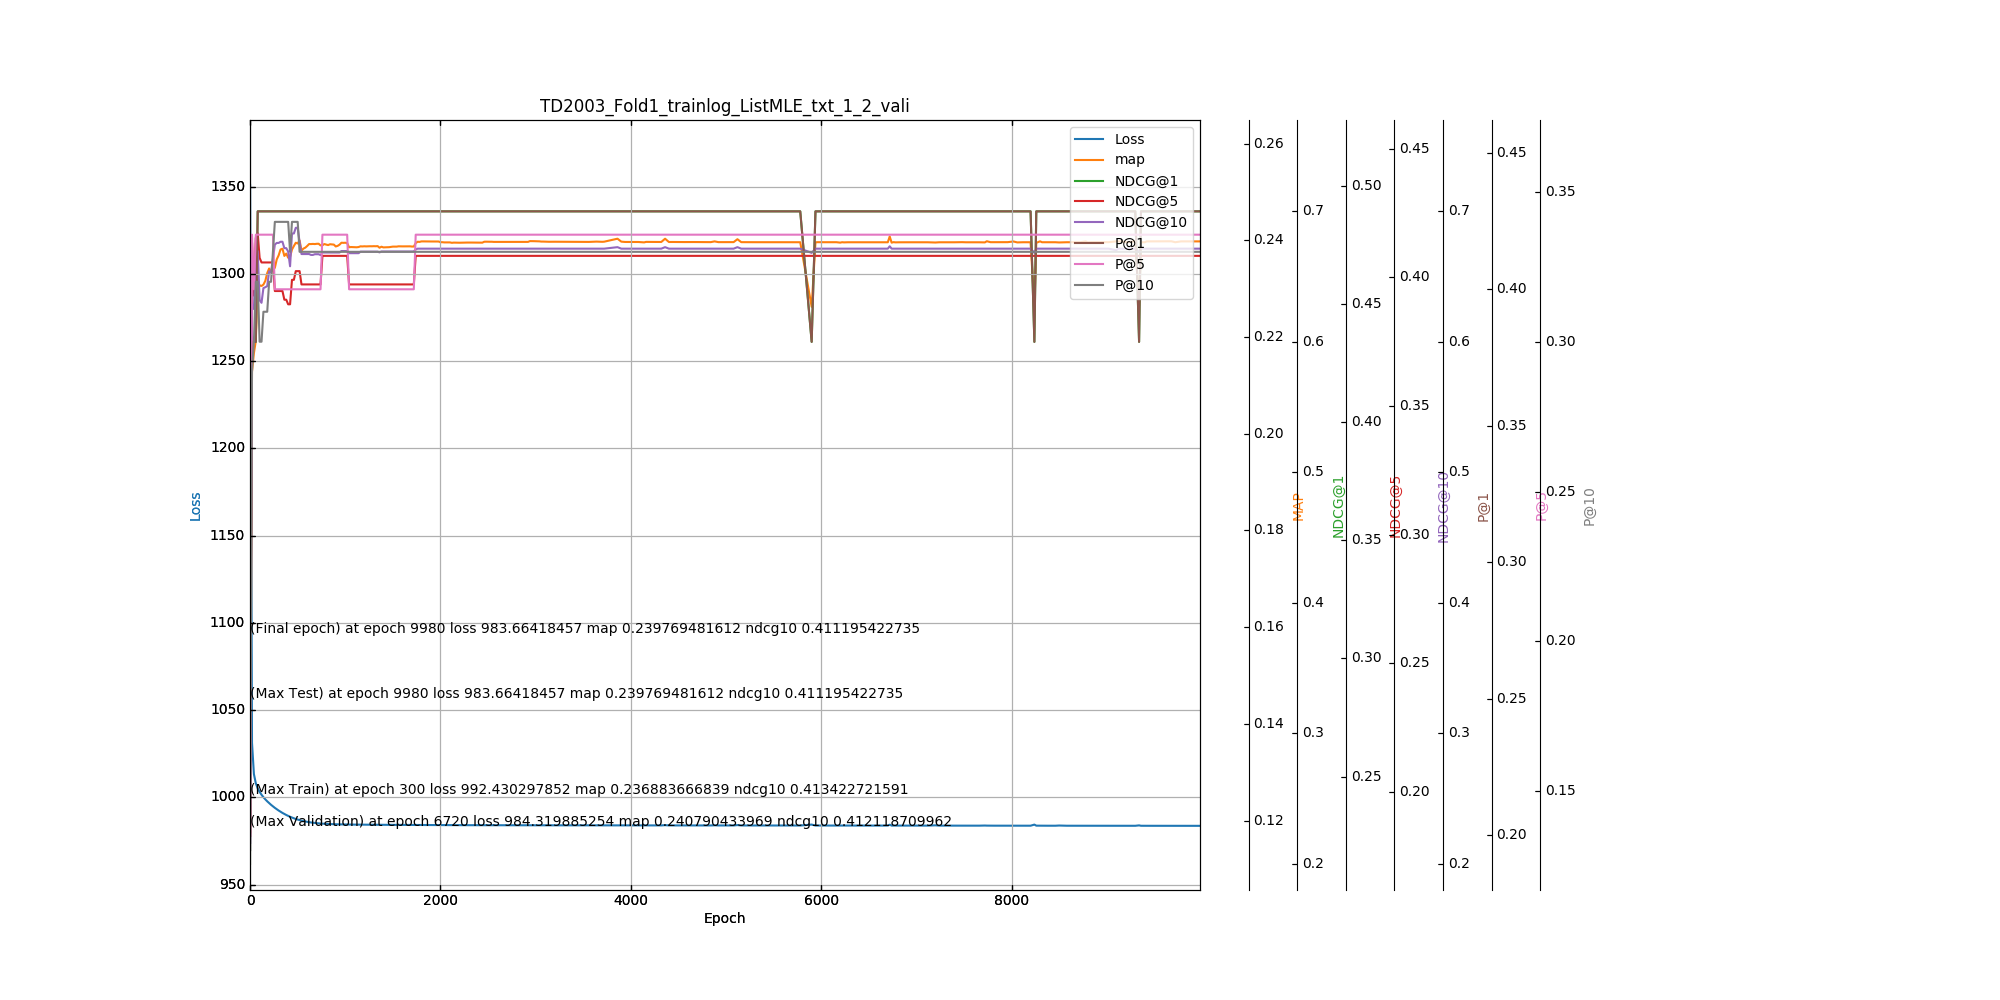 TD2003_Fold1_trainlog_ListMLE_txt_1_2_vali
Loss
map
NDCG@1
NDCG@5
NDCG@10
P@1
P@5
P@10
1350
1300
1250
1200
1150
1100
1050
1000
950
Loss
(Final epoch) at epoch 9980 loss 983.66418457 map 0.239769481612 ndcg10 0.411195422735
(Max Test) at epoch 9980 loss 983.66418457 map 0.239769481612 ndcg10 0.411195422735
(Max Train) at epoch 300 loss 992.430297852 map 0.236883666839 ndcg10 0.413422721591
(Max Validation) at epoch 6720 loss 984.319885254 map 0.240790433969 ndcg10 0.412118709962
0
2000
4000
6000
8000
Epoch
0.26
0.24
0.22
0.20
0.18
0.16
0.14
0.12
MAP
0.7
0.6
0.5
0.4
0.3
0.2
NDCG@1
0.50
0.45
0.40
0.35
0.30
0.25
NDCG@5
0.45
0.40
0.35
0.30
0.25
0.20
NDCG@10
0.7
0.6
0.5
0.4
0.3
0.2
P@1
0.45
0.40
0.35
0.30
0.25
0.20
P@5
0.35
0.30
0.25
0.20
0.15
P@10